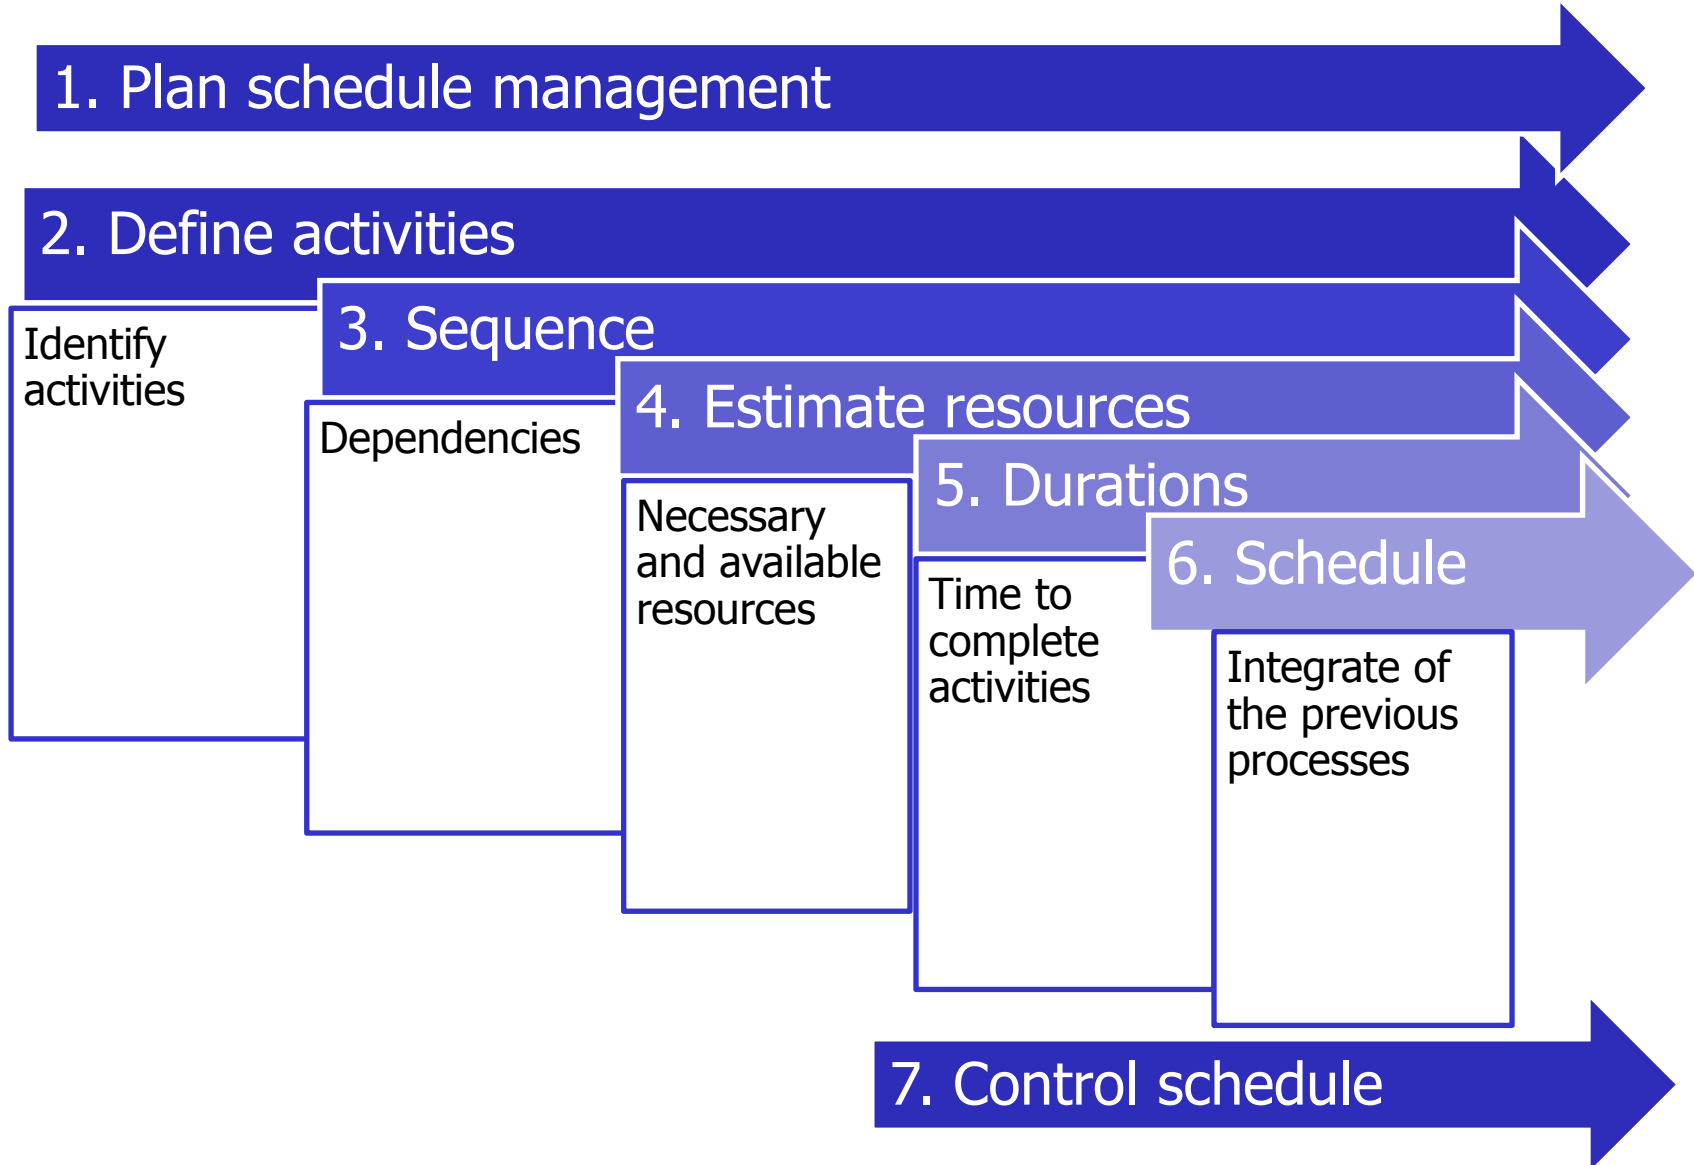 1. Plan schedule management
2. Define activities
Identify
activities
3. Sequence
Dependencies
4. Estimate resources
Necessary
and available
resources
5. Durations
Time to
complete
activities
6. Schedule
Integrate of
the previous
processes
7. Control schedule